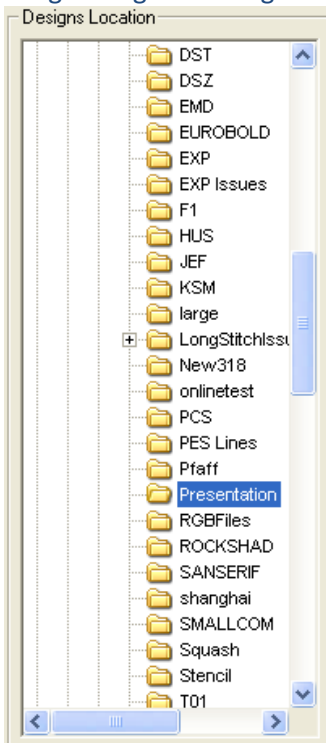 Designs Location
DST
DSZ
EMD
EUROBOLD
EXP
EXP Issues
F1
HUS
JEF
KSM
large
LongStitchIssu
New318
onlinetest
PCS
PES Lines
Pfaff
Presentation
RGBFiles
ROCKSHAD
SANSERIF
shanghai
SMALLCOM
Squash
Stencil
T01